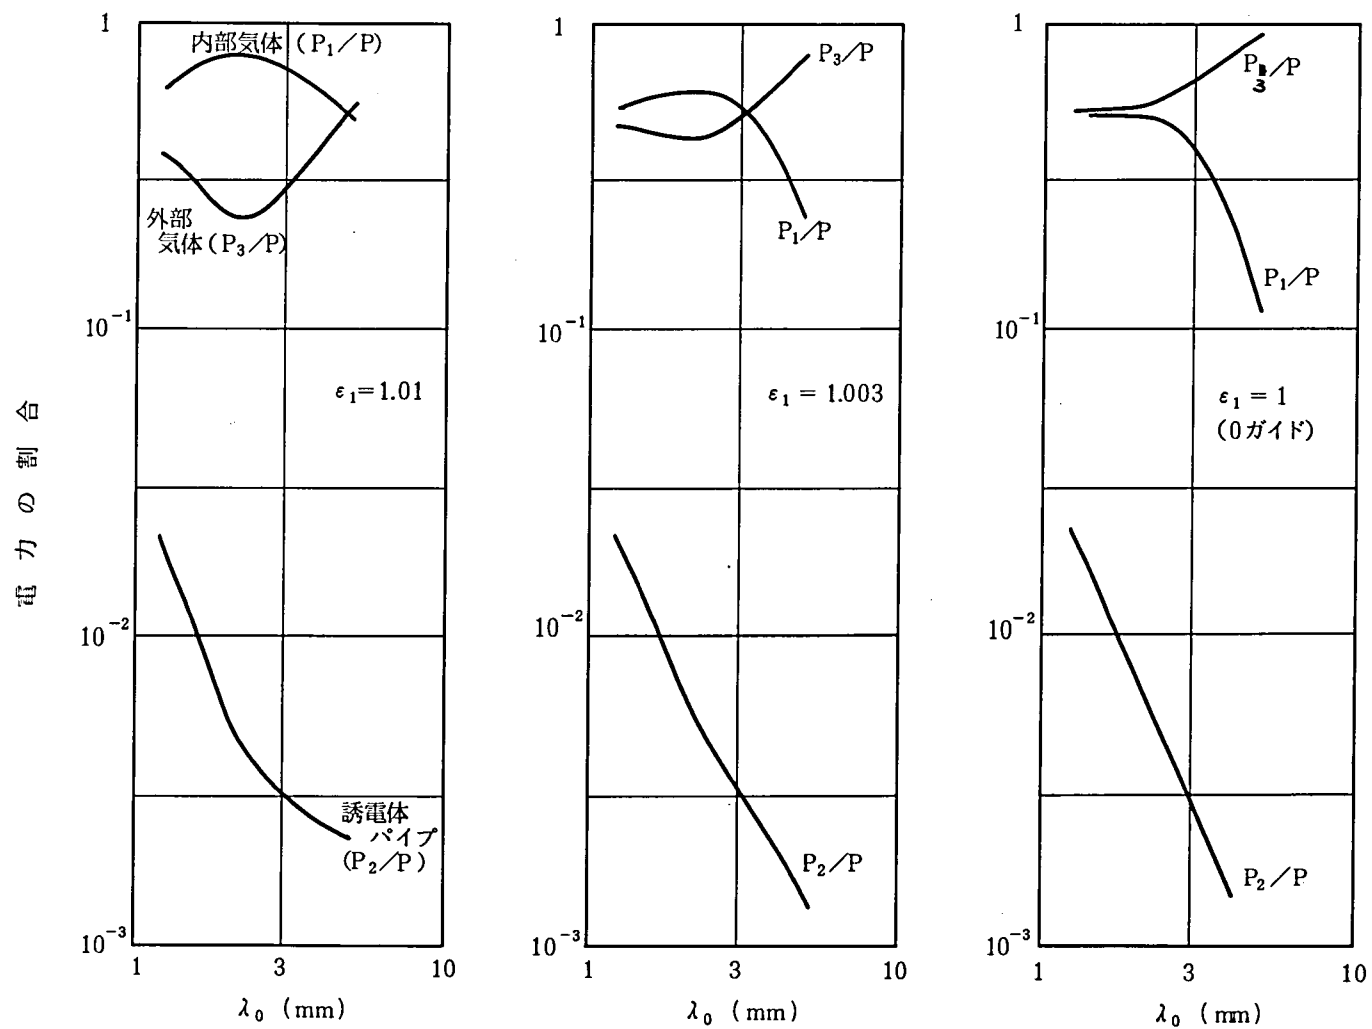 電力の割合
1
内部気体 (P₁／P)
外部
気体(P₃／P)
10⁻¹
ε₁=1.01
10⁻²
誘電体
パイプ
(P₂／P)
10⁻³
1 3 10
λ₀ (mm)
1
P₃／P
P₁／P
10⁻¹
ε₁ = 1.003
10⁻²
P₂／P
10⁻³
1 3 10
λ₀ (mm)
1
P₃／P
P₁／P
10⁻¹
ε₁ = 1
(0ガイド)
10⁻²
P₂／P
10⁻³
1 3 10
λ₀ (mm)